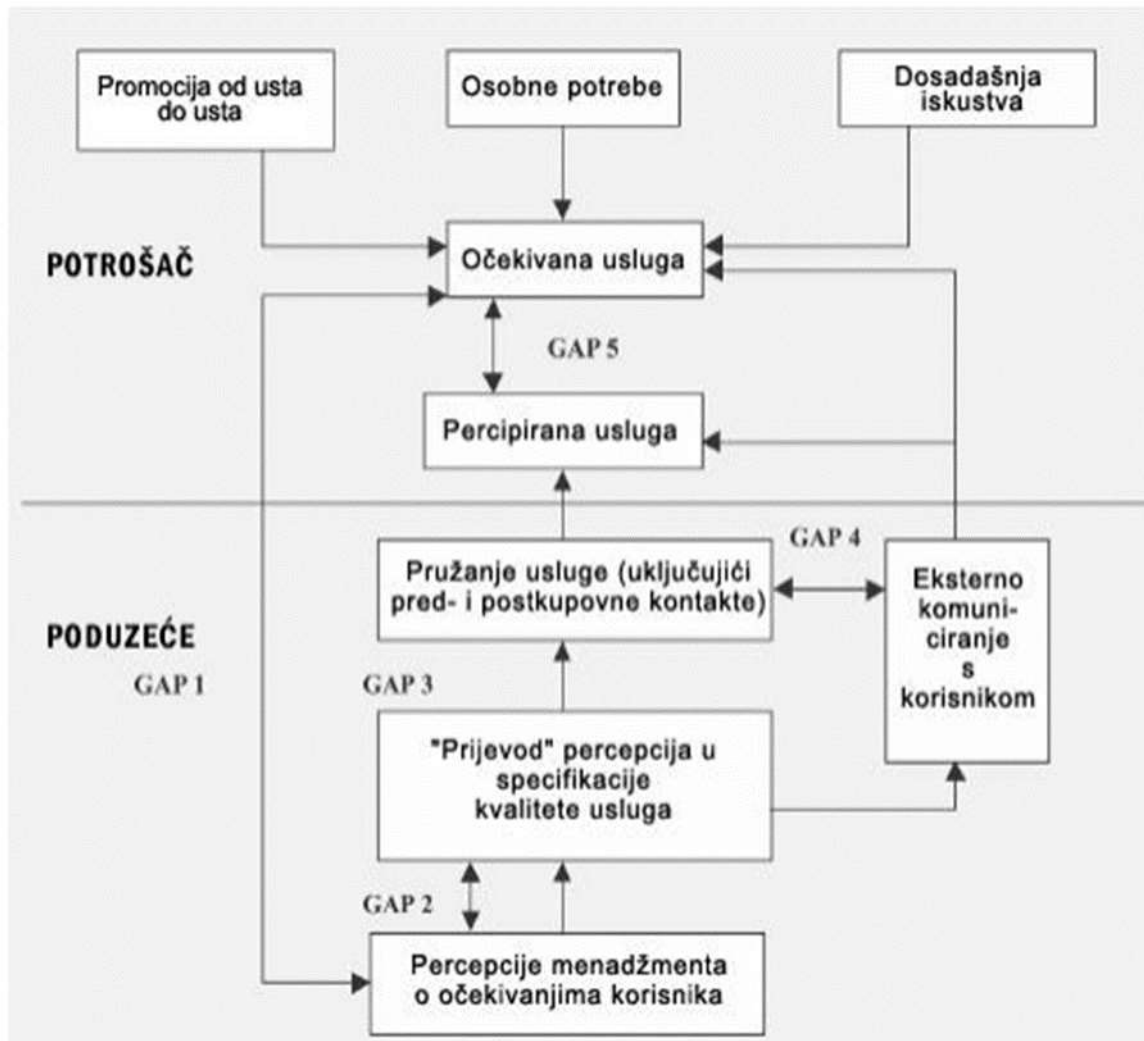 Promocija od usta
do usta
Osobne potrebe
Dosadašnja
iskustva
POTROŠAČ
Očekivana usluga
GAP 5
Percipirana usluga
GAP 4
Pružanje usluge (uključujići
pred- i postkupovne kontakte)
Eksterno
komuni-
ciranje
s
korisnikom
PODUZEĆE
GAP 1
GAP 3
"Prijevod" percepcija u
specifikacije
kvalitete usluga
GAP 2
Percepcije menadžmenta
o očekivanjima korisnika